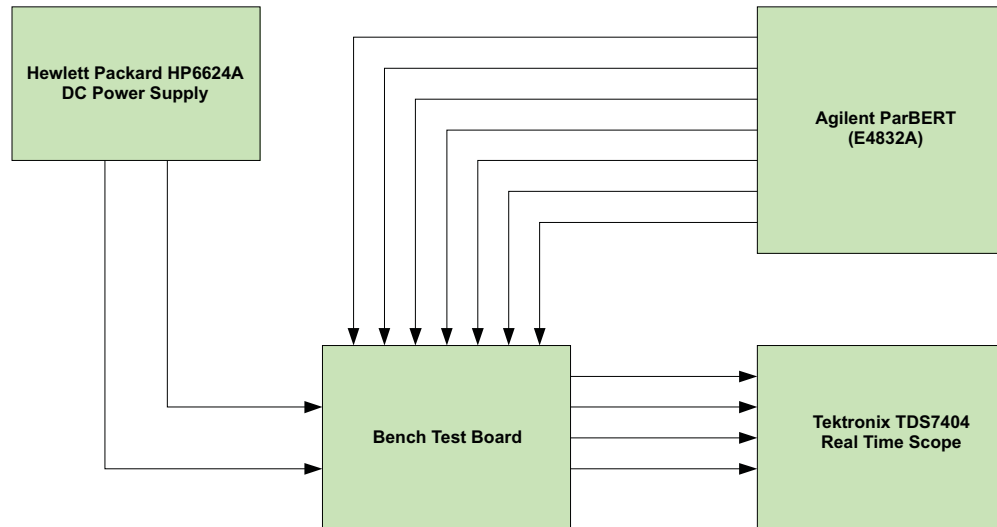 Hewlett Packard HP6624A
DC Power Supply
Agilent ParBERT
(E4832A)
Bench Test Board
Tektronix TDS7404
Real Time Scope